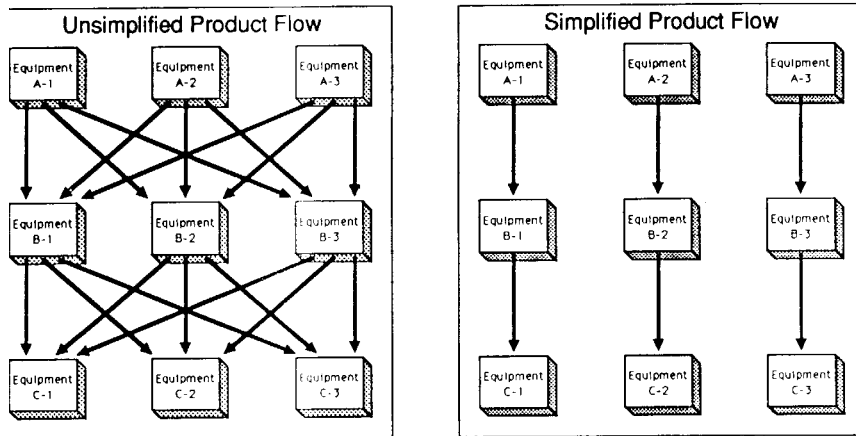 Unsimplified Product Flow
Equipment
A-1
Equipment
A-2
Equipment
A-3
Equipment
B-1
Equipment
B-2
Equipment
B-3
Equipment
C-1
Equipment
C-2
Equipment
C-3
Simplified Product Flow
Equipment
A-1
Equipment
A-2
Equipment
A-3
Equipment
B-1
Equipment
B-2
Equipment
B-3
Equipment
C-1
Equipment
C-2
Equipment
C-3